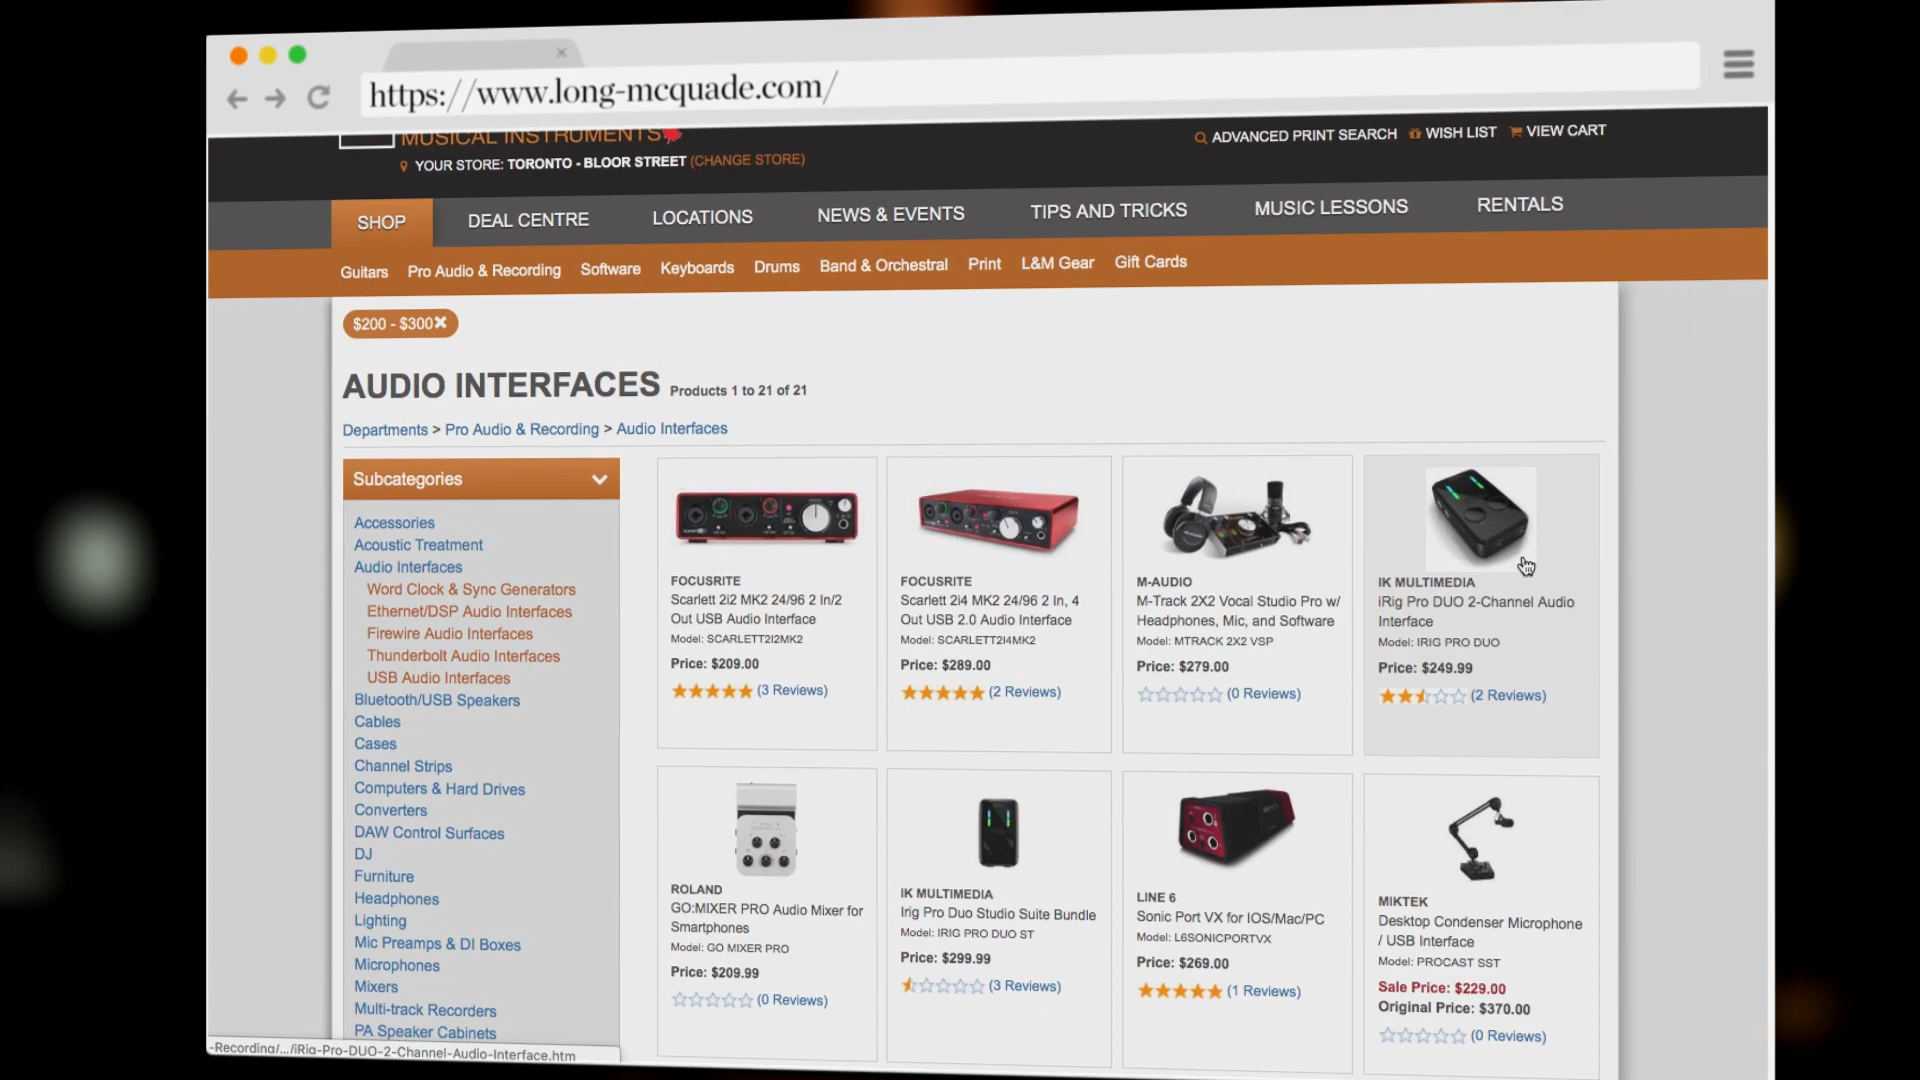 https://www.long-mcquade.com/
MUSICAL INSTRUMENTS
YOUR STORE: TORONTO - BLOOR STREET (CHANGE STORE)
ADVANCED PRINT SEARCH WISH LIST VIEW CART
SHOP DEAL CENTRE LOCATIONS NEWS & EVENTS TIPS AND TRICKS MUSIC LESSONS RENTALS
Guitars Pro Audio & Recording Software Keyboards Drums Band & Orchestral Print L&M Gear Gift Cards
$200 - $300
AUDIO INTERFACES Products 1 to 21 of 21
Departments > Pro Audio & Recording > Audio Interfaces
Subcategories
Accessories
Acoustic Treatment
Audio Interfaces
Word Clock & Sync Generators
Ethernet/DSP Audio Interfaces
Firewire Audio Interfaces
Thunderbolt Audio Interfaces
USB Audio Interfaces
Bluetooth/USB Speakers
Cables
Cases
Channel Strips
Computers & Hard Drives
Converters
DAW Control Surfaces
DJ
Furniture
Headphones
Lighting
Mic Preamps & DI Boxes
Microphones
Mixers
Multi-track Recorders
PA Speaker Cabinets
FOCUSRITE
Scarlett 2i2 MK2 24/96 2 In/2
Out USB Audio Interface
Model: SCARLETT2I2MK2
Price: $209.00
(3 Reviews)
FOCUSRITE
Scarlett 2i4 MK2 24/96 2 In, 4
Out USB 2.0 Audio Interface
Model: SCARLETT2I4MK2
Price: $289.00
(2 Reviews)
M-AUDIO
M-Track 2X2 Vocal Studio Pro w/
Headphones, Mic, and Software
Model: MTRACK 2X2 VSP
Price: $279.00
(0 Reviews)
IK MULTIMEDIA
iRig Pro DUO 2-Channel Audio
Interface
Model: IRIG PRO DUO
Price: $249.99
(2 Reviews)
ROLAND
GO:MIXER PRO Audio Mixer for
Smartphones
Model: GO MIXER PRO
Price: $209.99
(0 Reviews)
IK MULTIMEDIA
Irig Pro Duo Studio Suite Bundle
Model: IRIG PRO DUO ST
Price: $299.99
(3 Reviews)
LINE 6
Sonic Port VX for IOS/Mac/PC
Model: L6SONICPORTVX
Price: $269.00
(1 Reviews)
MIKTEK
Desktop Condenser Microphone
/ USB Interface
Model: PROCAST SST
Sale Price: $229.00
Original Price: $370.00
(0 Reviews)
-Recording/.../iRig-Pro-DUO-2-Channel-Audio-Interface.htm